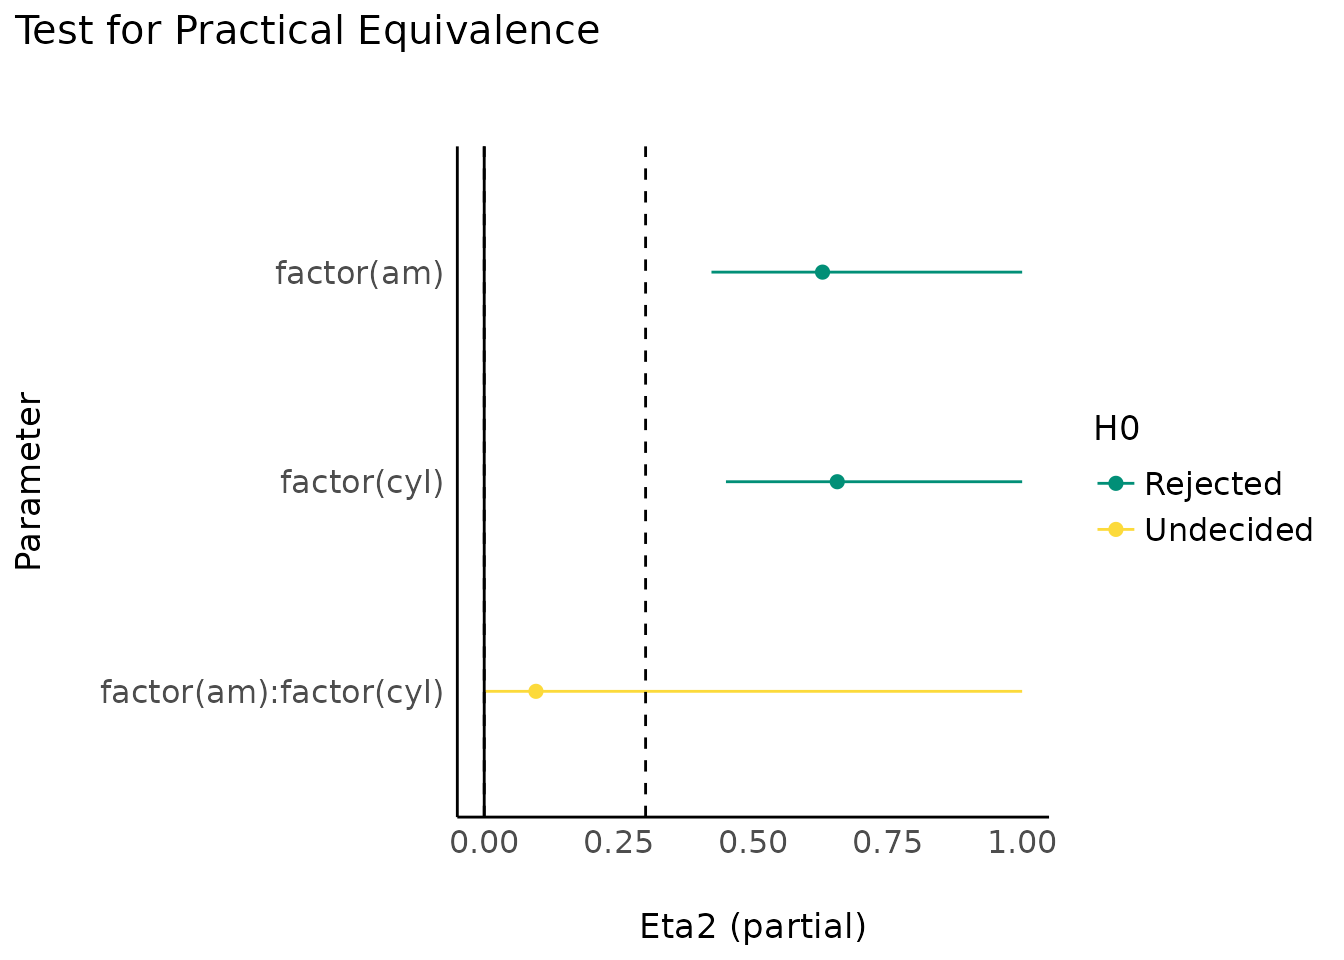 Test for Practical Equivalence
factor(am)
factor(cyl)
factor(am):factor(cyl)
Parameter
0.00 0.25 0.50 0.75 1.00
Eta2 (partial)
H0
Rejected
Undecided